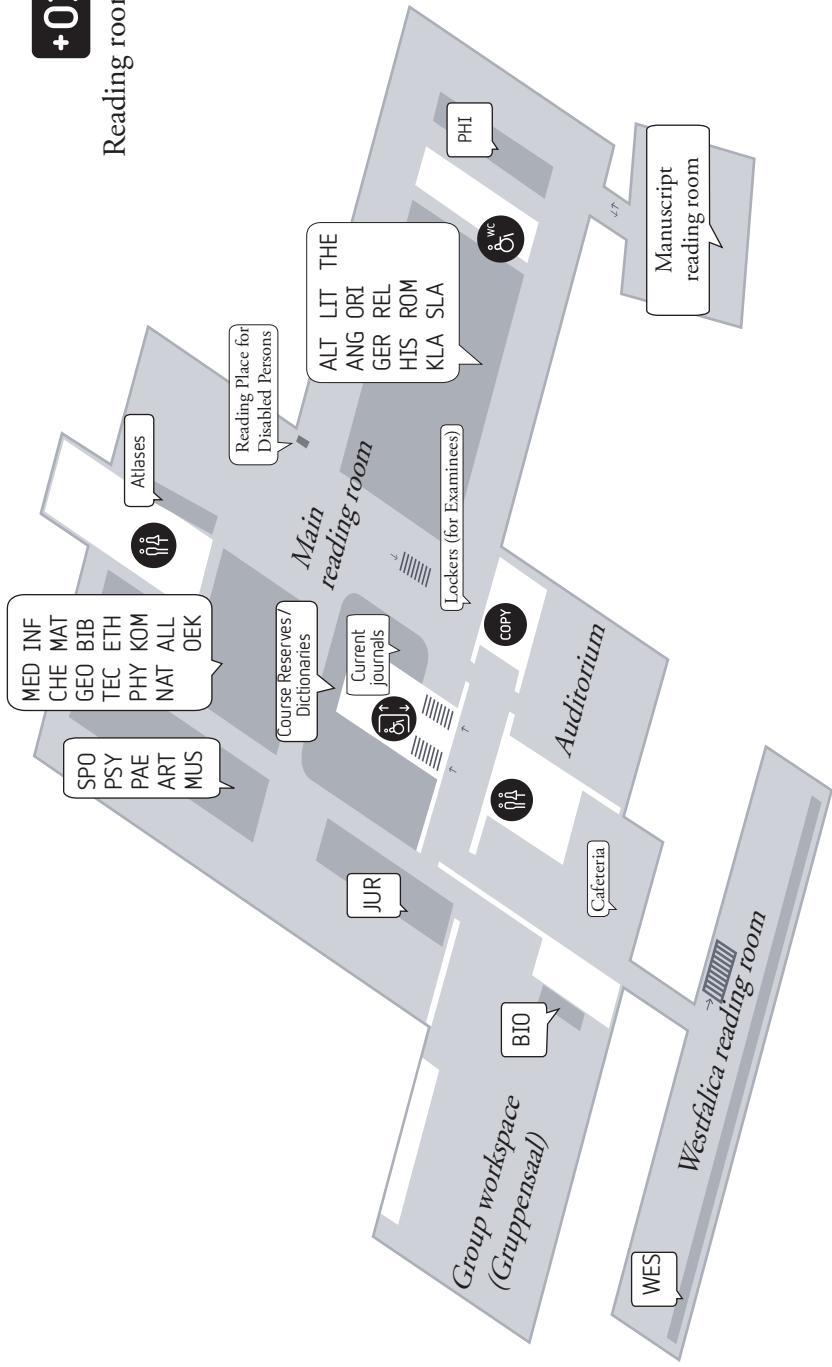 Reading room
MED INF
CHE MAT
GEO BIB
TEC ETH
PHY KOM
NAT ALL
OEK
SPO
PSY
PAE
ART
MUS
Atlases
Reading Place for
Disabled Persons
Course Reserves/
Dictionaries
Main
reading room
ALT LIT THE
ANG ORI
GER REL
HIS ROM
KLA SLA
PHI
WC
Current
journals
JUR
Lockers (for Examinees)
COPY
Auditorium
Cafeteria
BIO
Group workspace
(Gruppensaal)
Manuscript
reading room
Westfalica reading room
WES